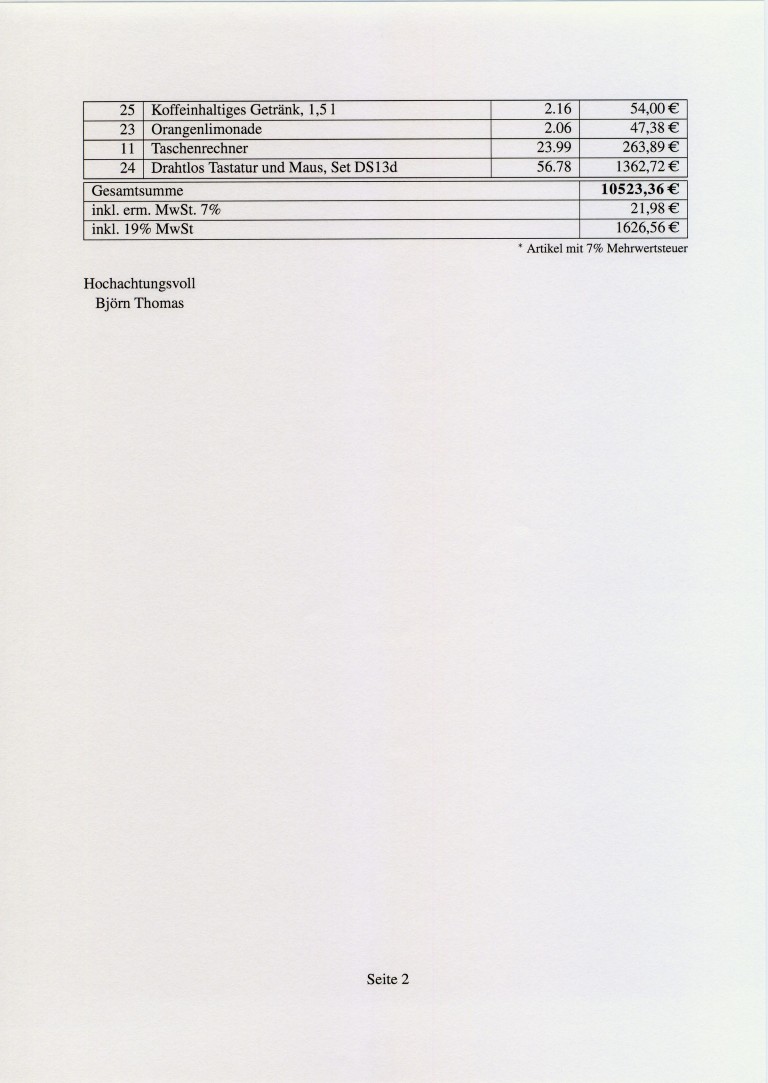 25 Koffeinhaltiges Getränk, 1,5 l 2.16 54,00 €
23 Orangenlimonade 2.06 47,38 €
11 Taschenrechner 23.99 263,89 €
24 Drahtlos Tastatur und Maus, Set DS13d 56.78 1362,72 €
Gesamtsumme 10523,36 €
inkl. erm. MwSt. 7% 21,98 €
inkl. 19% MwSt 1626,56 €
* Artikel mit 7% Mehrwertsteuer
Hochachtungsvoll
Björn Thomas
Seite 2